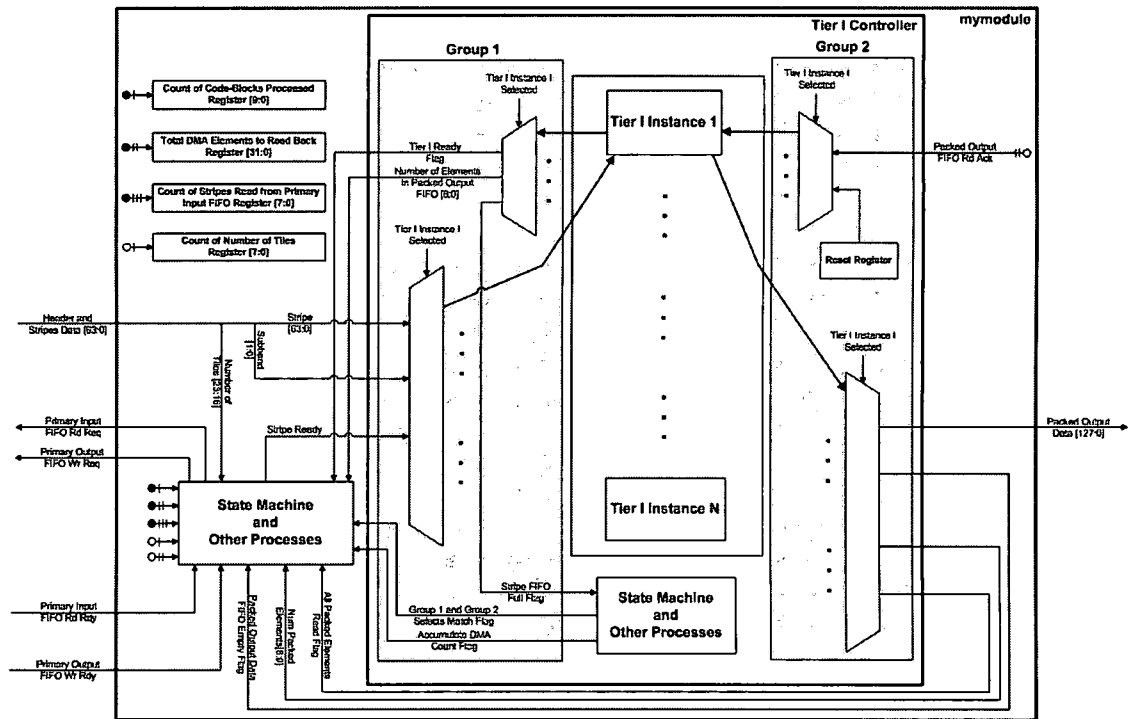 mymodule
Tier I Controller
Group 1
Group 2
Tier I Instance I
Selected
Tier I Instance I
Selected
Count of Code-Blocks Processed
Register [9:0]
Tier I Instance 1
Total DMA Elements to Read Back
Register [31:0]
Tier I Ready
Flag
Packed Output
FIFO Rd Ack
Number of Elements
in Packed Output
FIFO [6:0]
Count of Stripes Read from Primary
Input FIFO Register [7:0]
Count of Number of Tiles
Register [7:0]
Tier I Instance I
Selected
Reset Register
Header and
Stripes Data [63:0]
Stripe
[63:0]
Subband
[1:0]
Number of
Tiles [23:16]
Tier I Instance I
Selected
Primary Input
FIFO Rd Req
Stripe Ready
Packed Output
Data [127:0]
Primary Output
FIFO Wr Req
State Machine
and
Other Processes
Tier I Instance N
Primary Input
FIFO Rd Rdy
Stripe FIFO
Full Flag
Group 1 and Group 2
Selects Match Flag
State Machine
and
Other Processes
Accumulate DMA
Count Flag
Primary Output
FIFO Wr Rdy
Packed Output Data
FIFO Empty Flag
Num Packed
Elements[6:0]
All Packed Elements
Read Flag